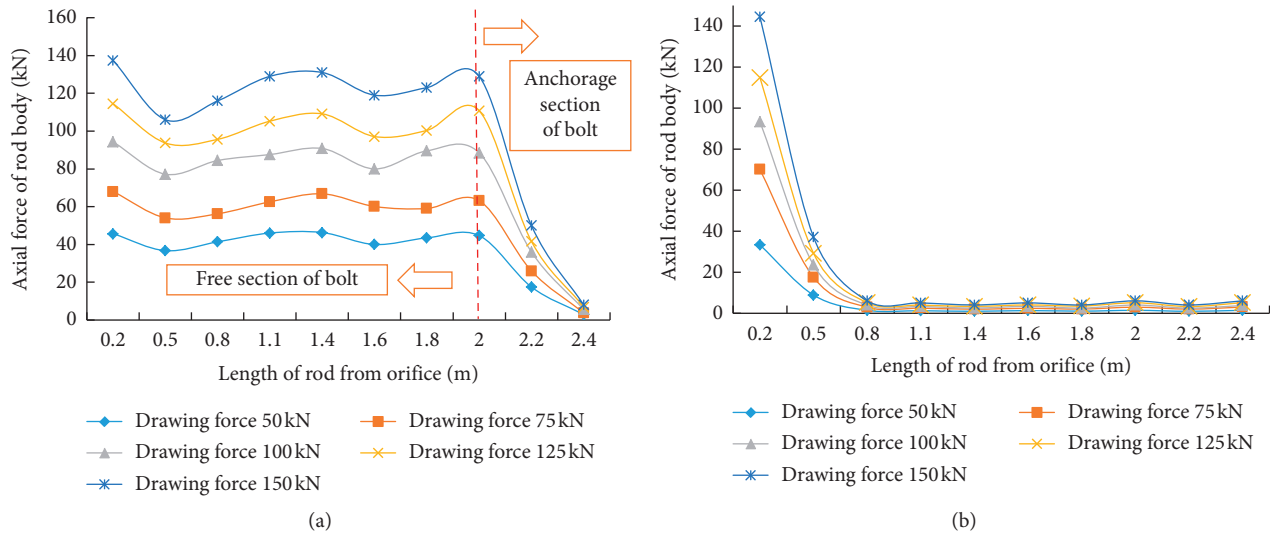 Axial force of rod body (kN)
160
140
120
100
80
60
40
20
0
Anchorage
section
of bolt
Free section of bolt
0.2 0.5 0.8 1.1 1.4 1.6 1.8 2 2.2 2.4
Length of rod from orifice (m)
Drawing force 50 kN
Drawing force 75 kN
Drawing force 100 kN
Drawing force 125 kN
Drawing force 150 kN
(a)
Axial force of rod body (kN)
140
120
100
80
60
40
20
0
0.2 0.5 0.8 1.1 1.4 1.6 1.8 2 2.2 2.4
Length of rod from orifice (m)
Drawing force 50 kN
Drawing force 75 kN
Drawing force 100 kN
Drawing force 125 kN
Drawing force 150 kN
(b)